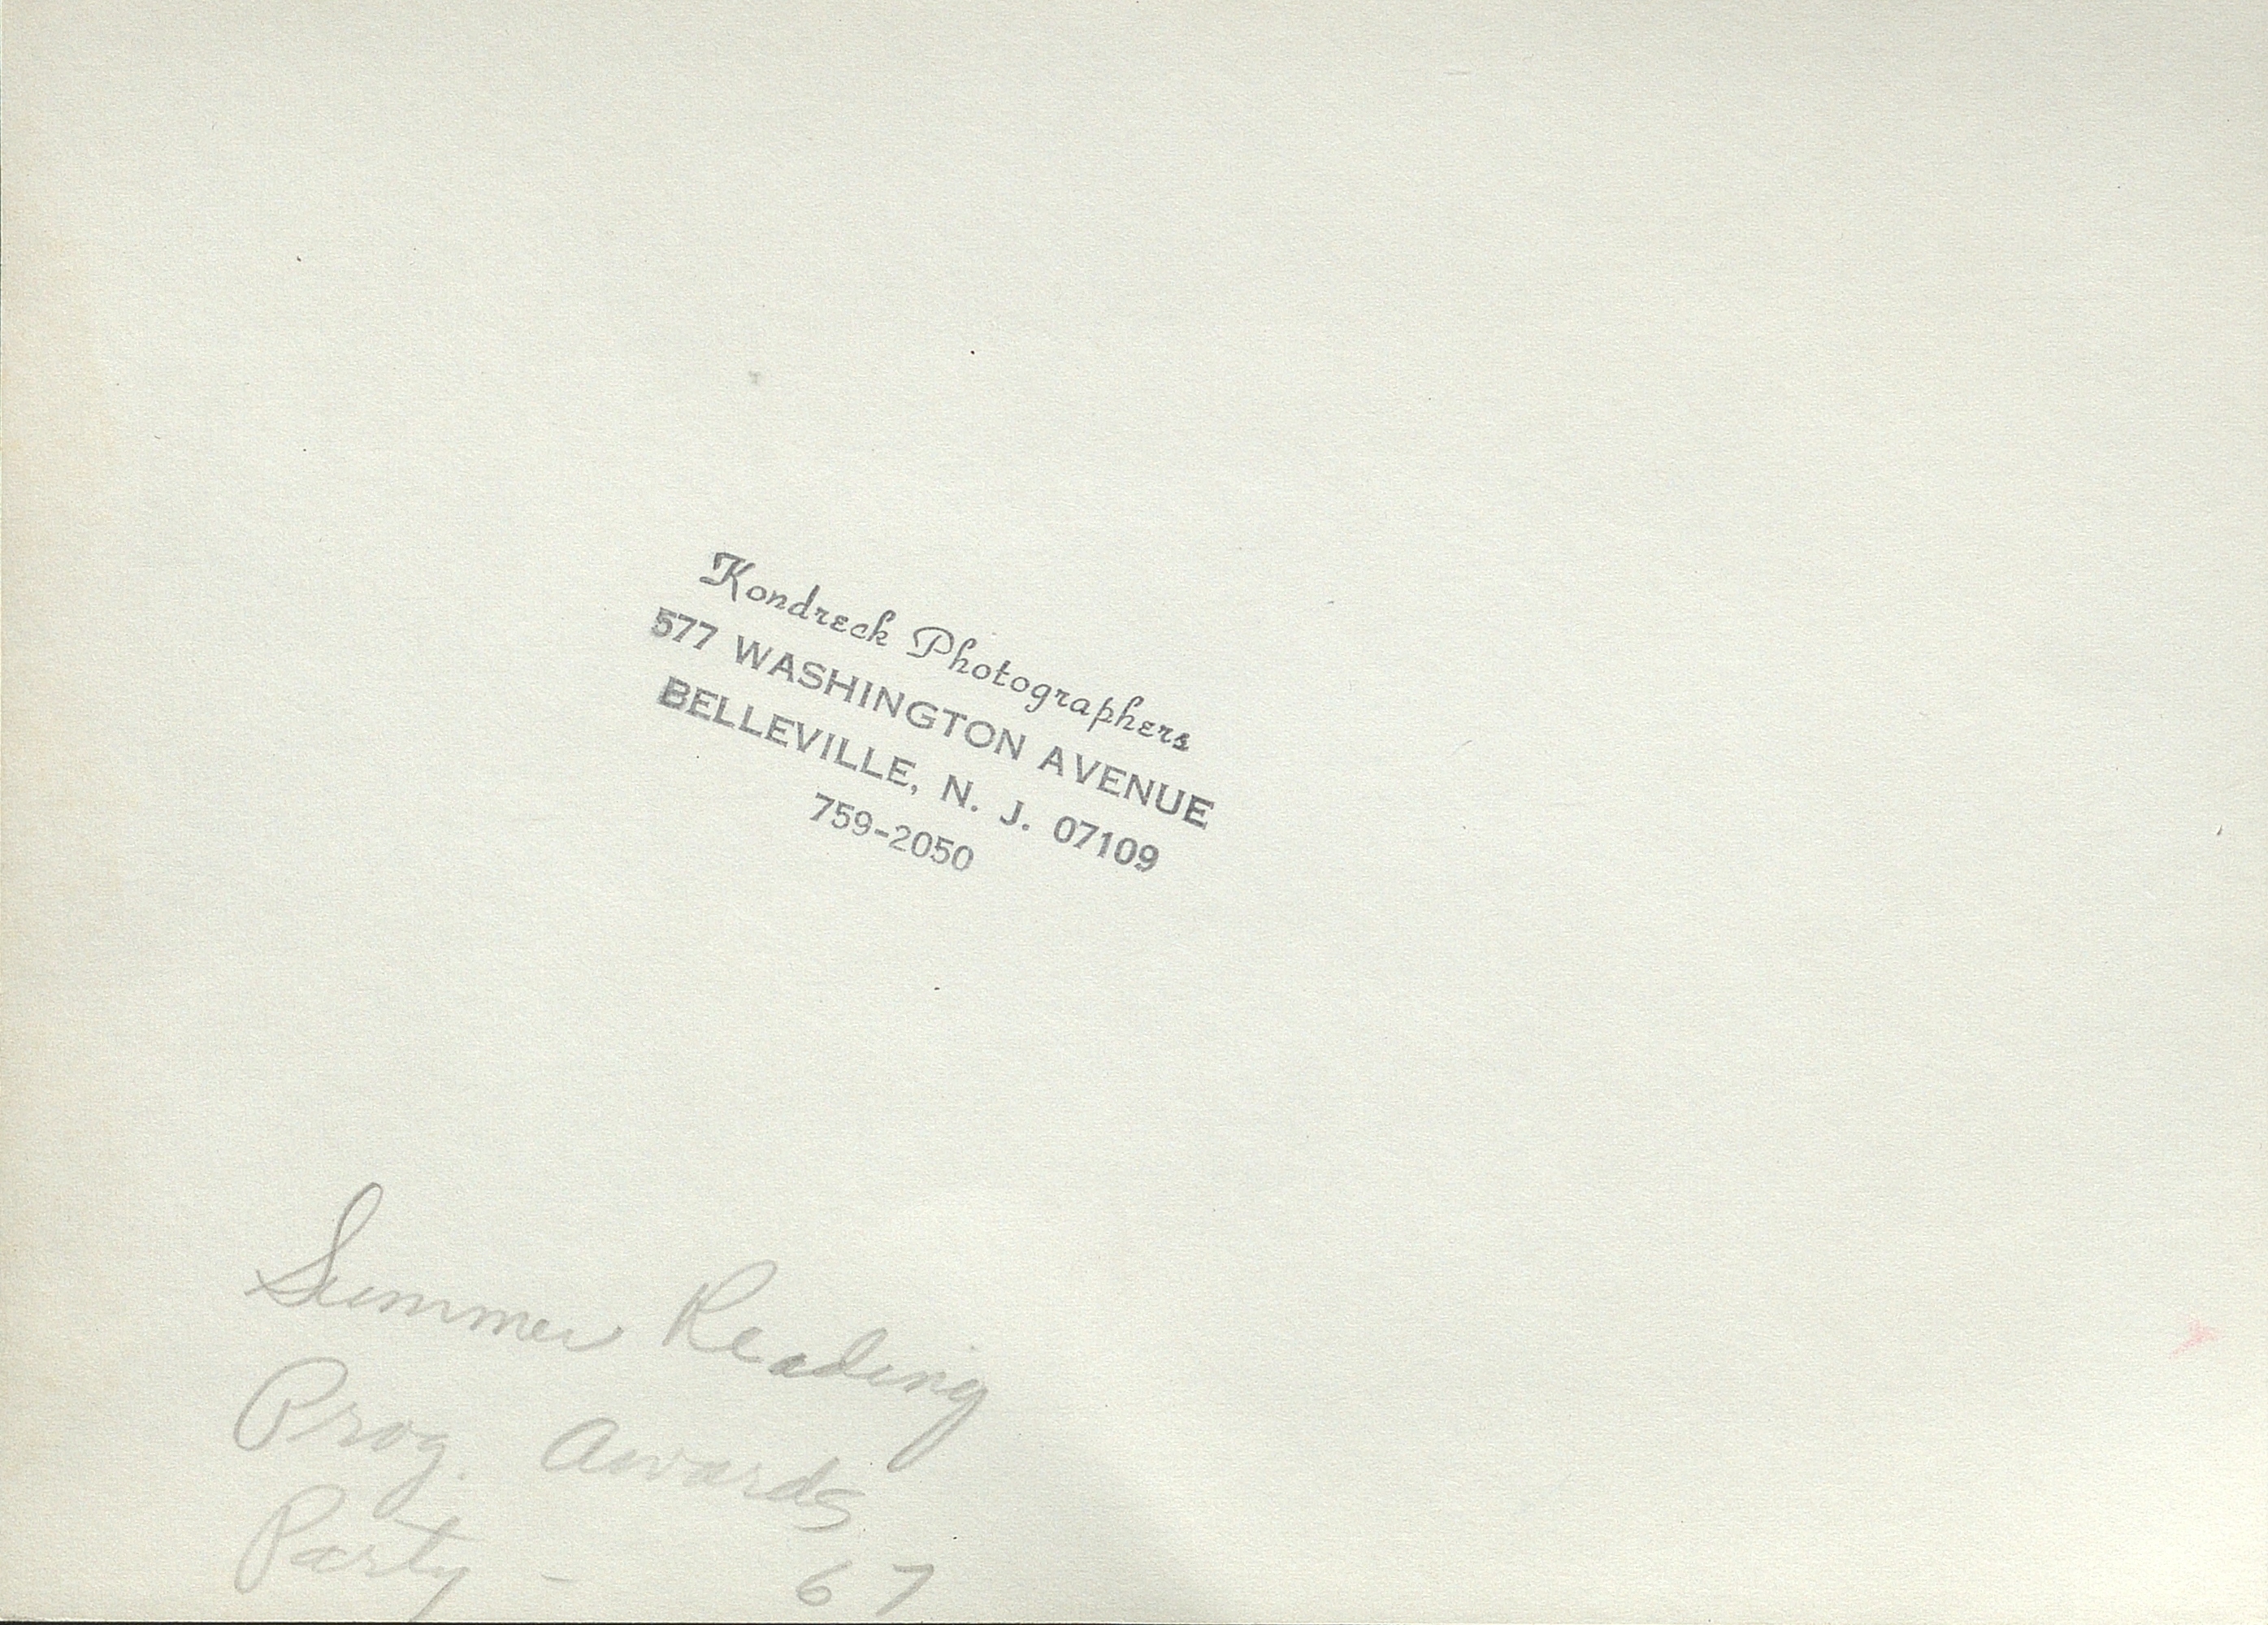 Kondreck Photographers
577 WASHINGTON AVENUE
BELLEVILLE, N. J. 07109
759-2050
Summer Reading
Prog. Awards
Party - 67